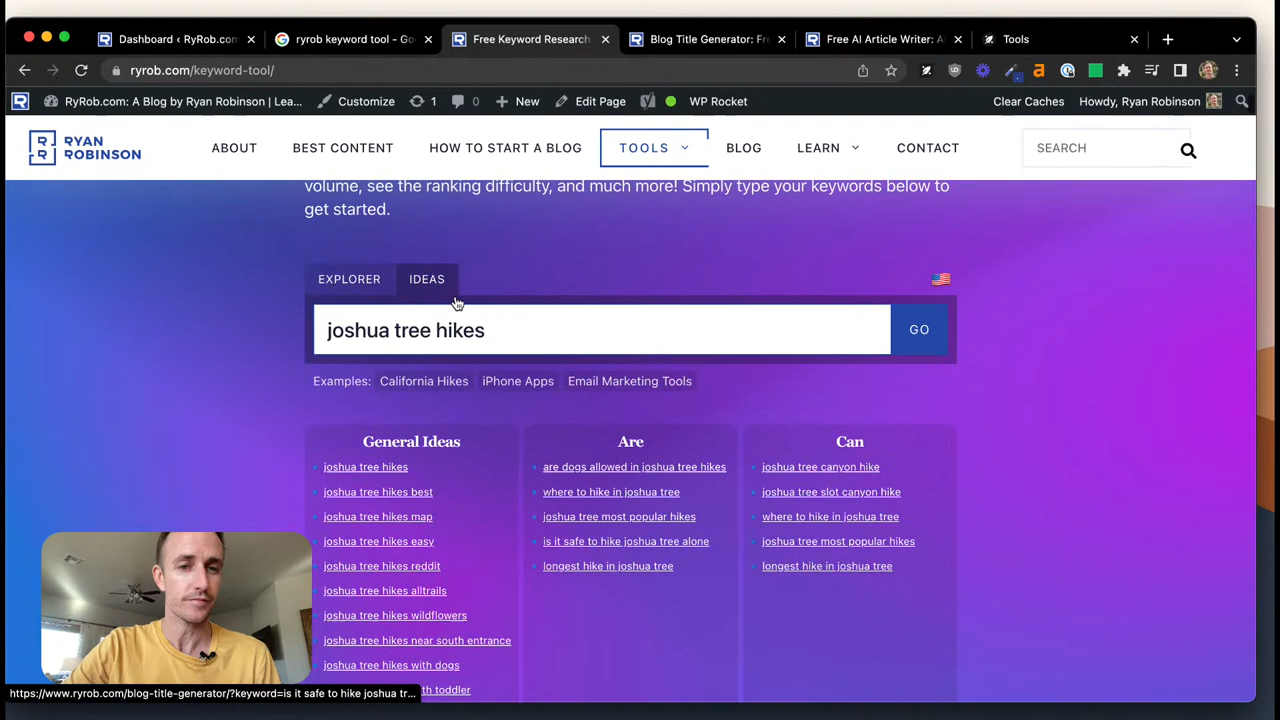 Dashboard ‹ RyRob.com:
ryrob keyword tool - Go
Free Keyword Research
Blog Title Generator: Fre
Free AI Article Writer: AI
Tools
ryrob.com/keyword-tool/
RyRob.com: A Blog by Ryan Robinson | Lea...
Customize
1
0
New
Edit Page
WP Rocket
Clear Caches
Howdy, Ryan Robinson
RYAN
ROBINSON
ABOUT
BEST CONTENT
HOW TO START A BLOG
TOOLS
BLOG
LEARN
CONTACT
SEARCH
volume, see the ranking difficulty, and much more! Simply type your keywords below to
get started.
EXPLORER
IDEAS
joshua tree hikes
GO
Examples: California Hikes iPhone Apps Email Marketing Tools
General Ideas
joshua tree hikes
joshua tree hikes best
joshua tree hikes map
joshua tree hikes easy
joshua tree hikes reddit
joshua tree hikes alltrails
joshua tree hikes wildflowers
joshua tree hikes near south entrance
joshua tree hikes with dogs
th toddler
Are
are dogs allowed in joshua tree hikes
where to hike in joshua tree
joshua tree most popular hikes
is it safe to hike joshua tree alone
longest hike in joshua tree
Can
joshua tree canyon hike
joshua tree slot canyon hike
where to hike in joshua tree
joshua tree most popular hikes
longest hike in joshua tree
https://www.ryrob.com/blog-title-generator/?keyword=is it safe to hike joshua tr...